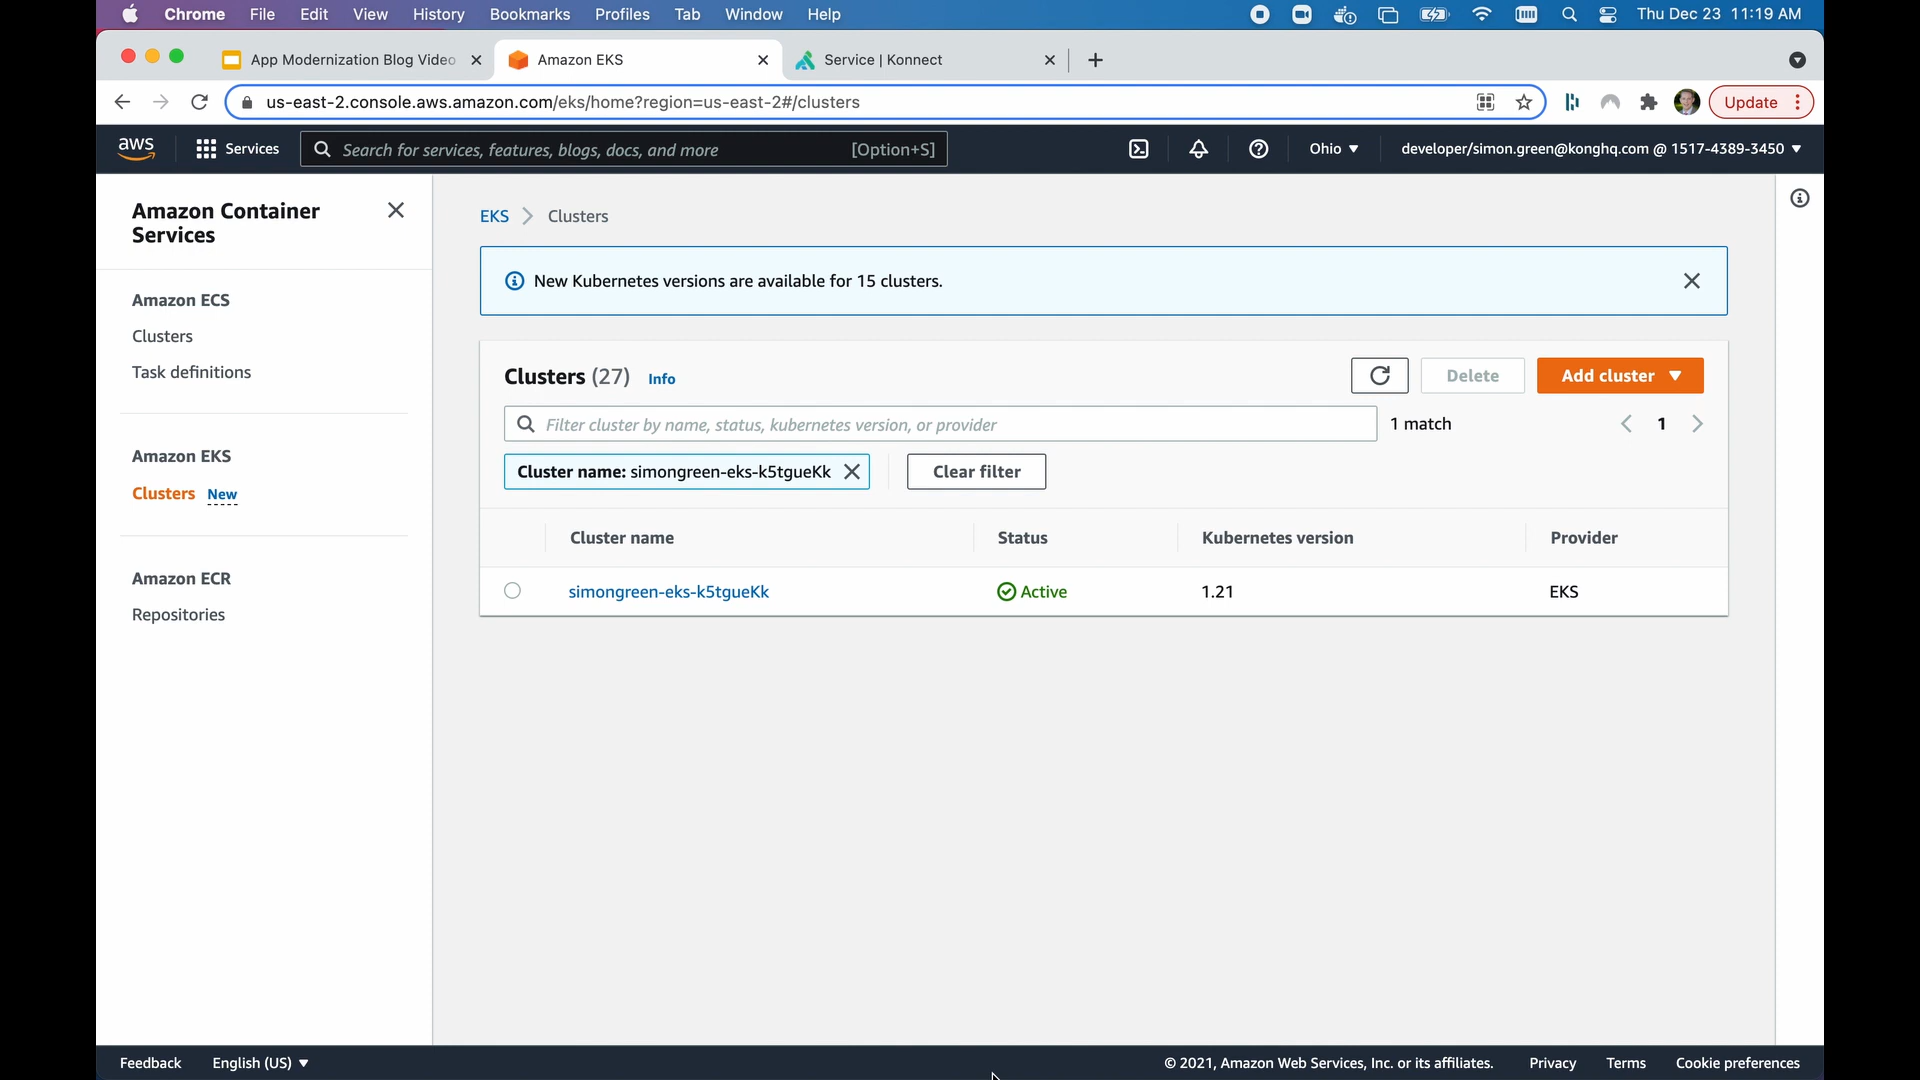 Chrome File Edit View History Bookmarks Profiles Tab Window Help Thu Dec 23 11:19 AM
App Modernization Blog Video Amazon EKS Service | Konnect
us-east-2.console.aws.amazon.com/eks/home?region=us-east-2#/clusters Update
aws Services Search for services, features, blogs, docs, and more [Option+S] Ohio developer/simon.green@konghq.com @ 1517-4389-3450
Amazon Container
Services
Amazon ECS
Clusters
Task definitions
Amazon EKS
Clusters New
Amazon ECR
Repositories
EKS > Clusters
New Kubernetes versions are available for 15 clusters.
Clusters (27) Info Delete Add cluster
Filter cluster by name, status, kubernetes version, or provider 1 match 1
Cluster name: simongreen-eks-k5tgueKk Clear filter
Cluster name Status Kubernetes version Provider
simongreen-eks-k5tgueKk Active 1.21 EKS
Feedback English (US) © 2021, Amazon Web Services, Inc. or its affiliates. Privacy Terms Cookie preferences